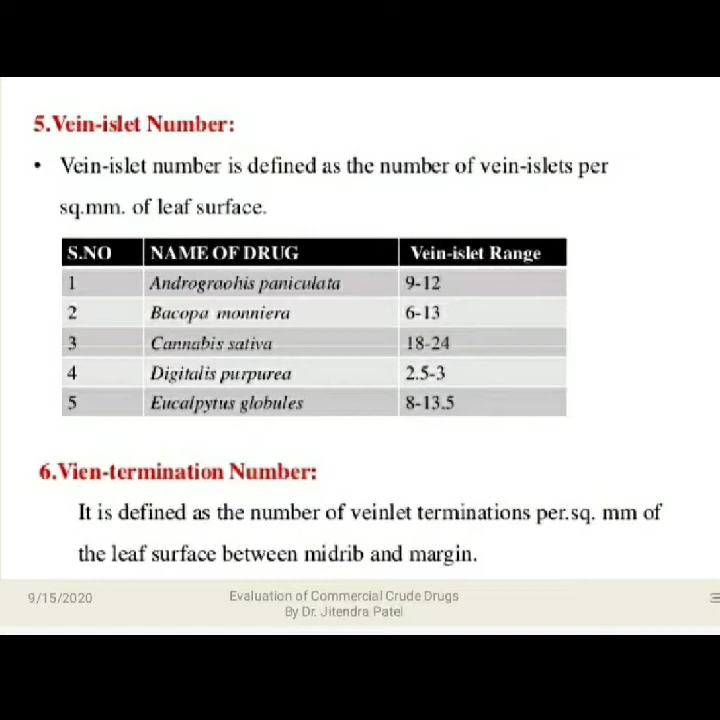 5.Vein-islet Number:
• Vein-islet number is defined as the number of vein-islets per
sq.mm. of leaf surface.
S.NO NAME OF DRUG Vein-islet Range
1 Andrograohis paniculata 9-12
2 Bacopa monniera 6-13
3 Cannabis sativa 18-24
4 Digitalis purpurea 2.5-3
5 Eucalpytus globules 8-13.5
6.Vien-termination Number:
It is defined as the number of veinlet terminations per.sq. mm of
the leaf surface between midrib and margin.
9/15/2020
Evaluation of Commercial Crude Drugs
By Dr. Jitendra Patel